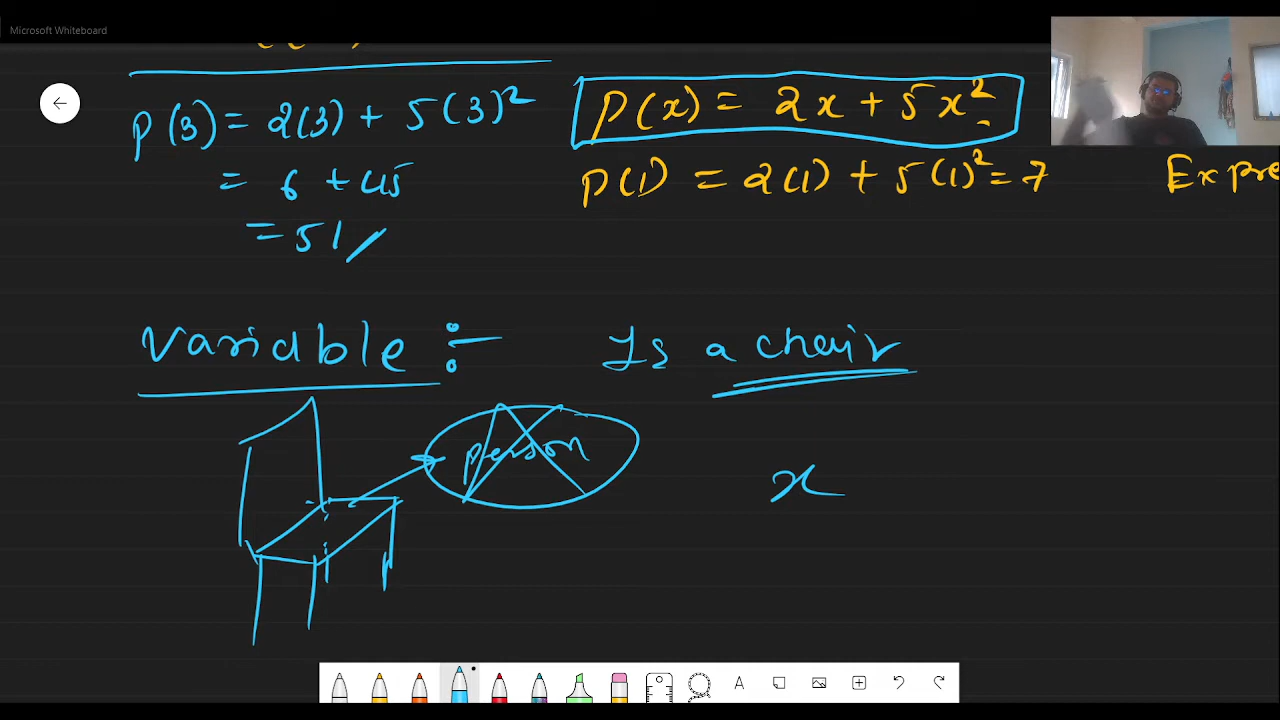 Microsoft Whiteboard
p(3) = 2(3) + 5(3)²
= 6 + 45
= 51
P(x) = 2x + 5x²
P(1) = 2(1) + 5(1)² = 7
Expre
Variable :- Is a chair
person
x
A